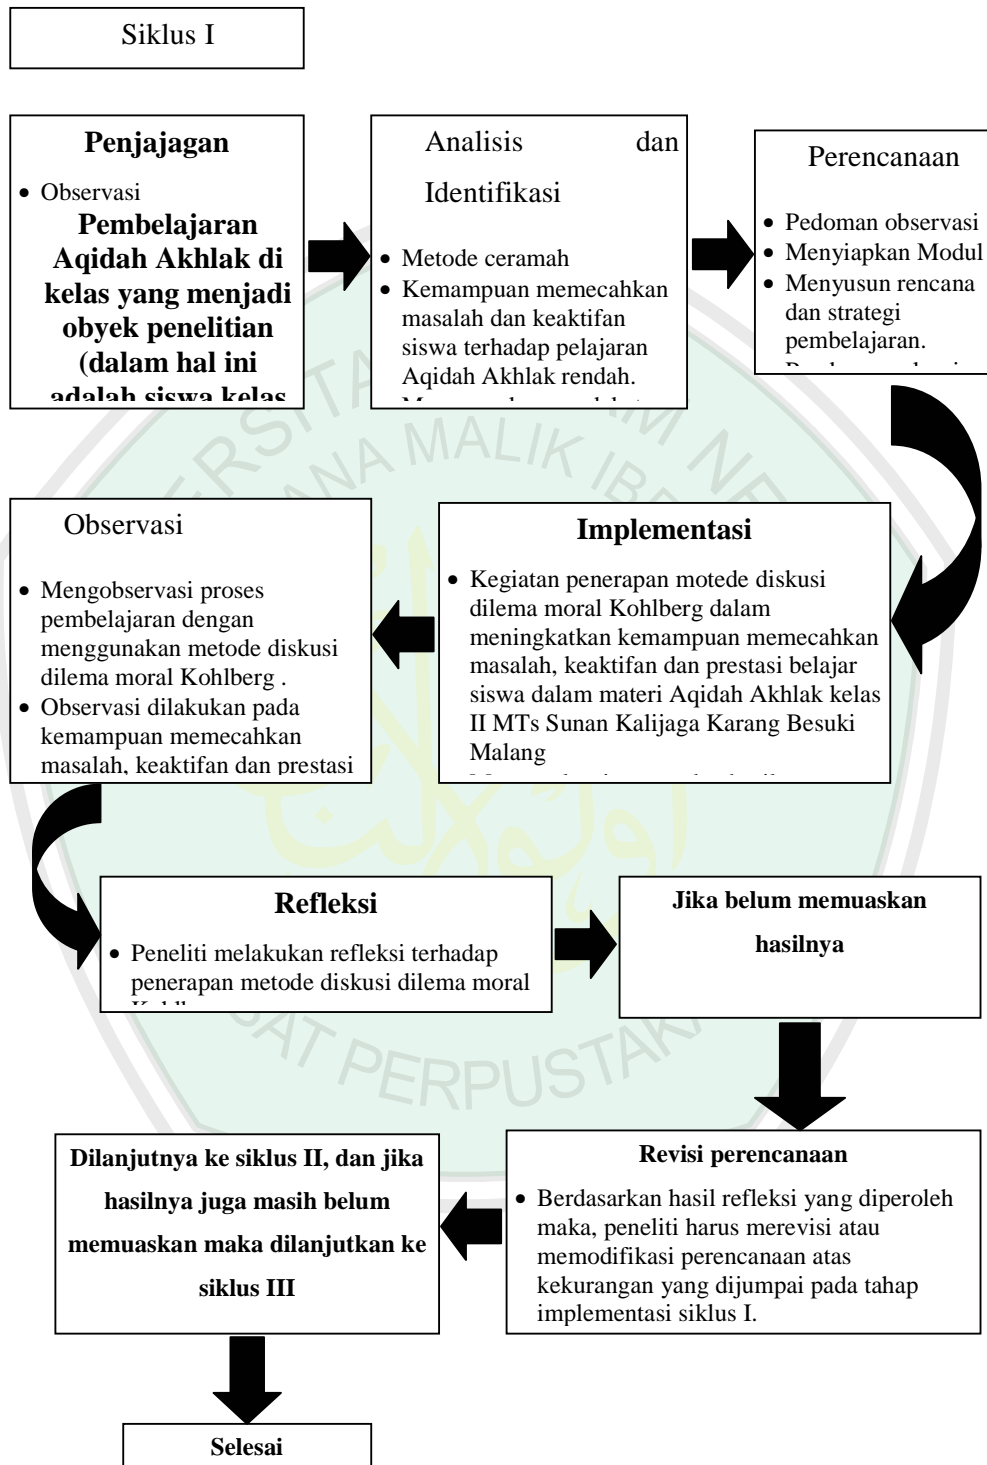 Siklus I
Penjajagan
• Observasi
Pembelajaran
Aqidah Akhlak di
kelas yang menjadi
obyek penelitian
(dalam hal ini
adalah siswa kelas
Analisis dan
Identifikasi
• Metode ceramah
• Kemampuan memecahkan
masalah dan keaktifan
siswa terhadap pelajaran
Aqidah Akhlak rendah.
Perencanaan
• Pedoman observasi
• Menyiapkan Modul
• Menyusun rencana
dan strategi
pembelajaran.
Implementasi
• Kegiatan penerapan motede diskusi
dilema moral Kohlberg dalam
meningkatkan kemampuan memecahkan
masalah, keaktifan dan prestasi belajar
siswa dalam materi Aqidah Akhlak kelas
II MTs Sunan Kalijaga Karang Besuki
Malang
Observasi
• Mengobservasi proses
pembelajaran dengan
menggunakan metode diskusi
dilema moral Kohlberg .
• Observasi dilakukan pada
kemampuan memecahkan
masalah, keaktifan dan prestasi
Refleksi
• Peneliti melakukan refleksi terhadap
penerapan metode diskusi dilema moral
Jika belum memuaskan
hasilnya
Revisi perencanaan
• Berdasarkan hasil refleksi yang diperoleh
maka, peneliti harus merevisi atau
memodifikasi perencanaan atas
kekurangan yang dijumpai pada tahap
implementasi siklus I.
Dilanjutnya ke siklus II, dan jika
hasilnya juga masih belum
memuaskan maka dilanjutkan ke
siklus III
Selesai
MALIK
PERPUSTAK